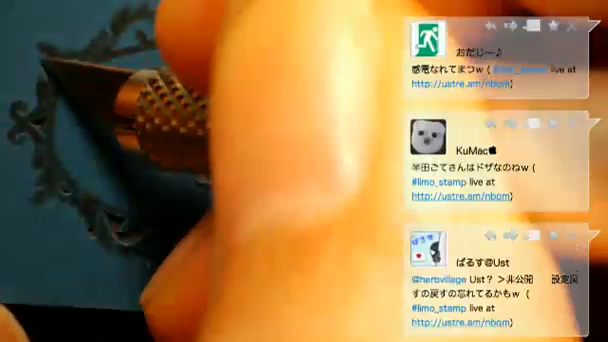 おだじー♪
感電なれてまつｗ ( #limo_stamp live at
http://ustre.am/nbom)
KuMac
半田ごてさんはドザなのねｗ (
#limo_stamp live at
http://ustre.am/nbom)
ぱるす@Ust
@herbvillage Ust？ ＞非公開 設定戻
すの戻すの忘れてるかもｗ (
#limo_stamp live at
http://ustre.am/nbom)